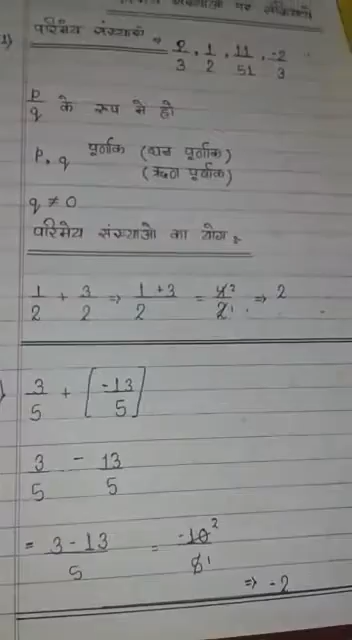 परिमेय संख्याओं पर संक्रियाएँ
1) परिमेय संख्याएँ → 2/3, 1/2, 11/51, -2/3
p/q के रूप मे हो
p, q पूर्णांक (धन पूर्णांक)
(ऋण पूर्णांक)
q ≠ 0
परिमेय संख्याओ का योग :-
1/2 + 3/2 ⇒ 1+3/2 = 4²/2¹ ⇒ 2
3/5 + [-13/5]
3/5 - 13/5
= 3-13/5 = -10²/5¹
⇒ -2